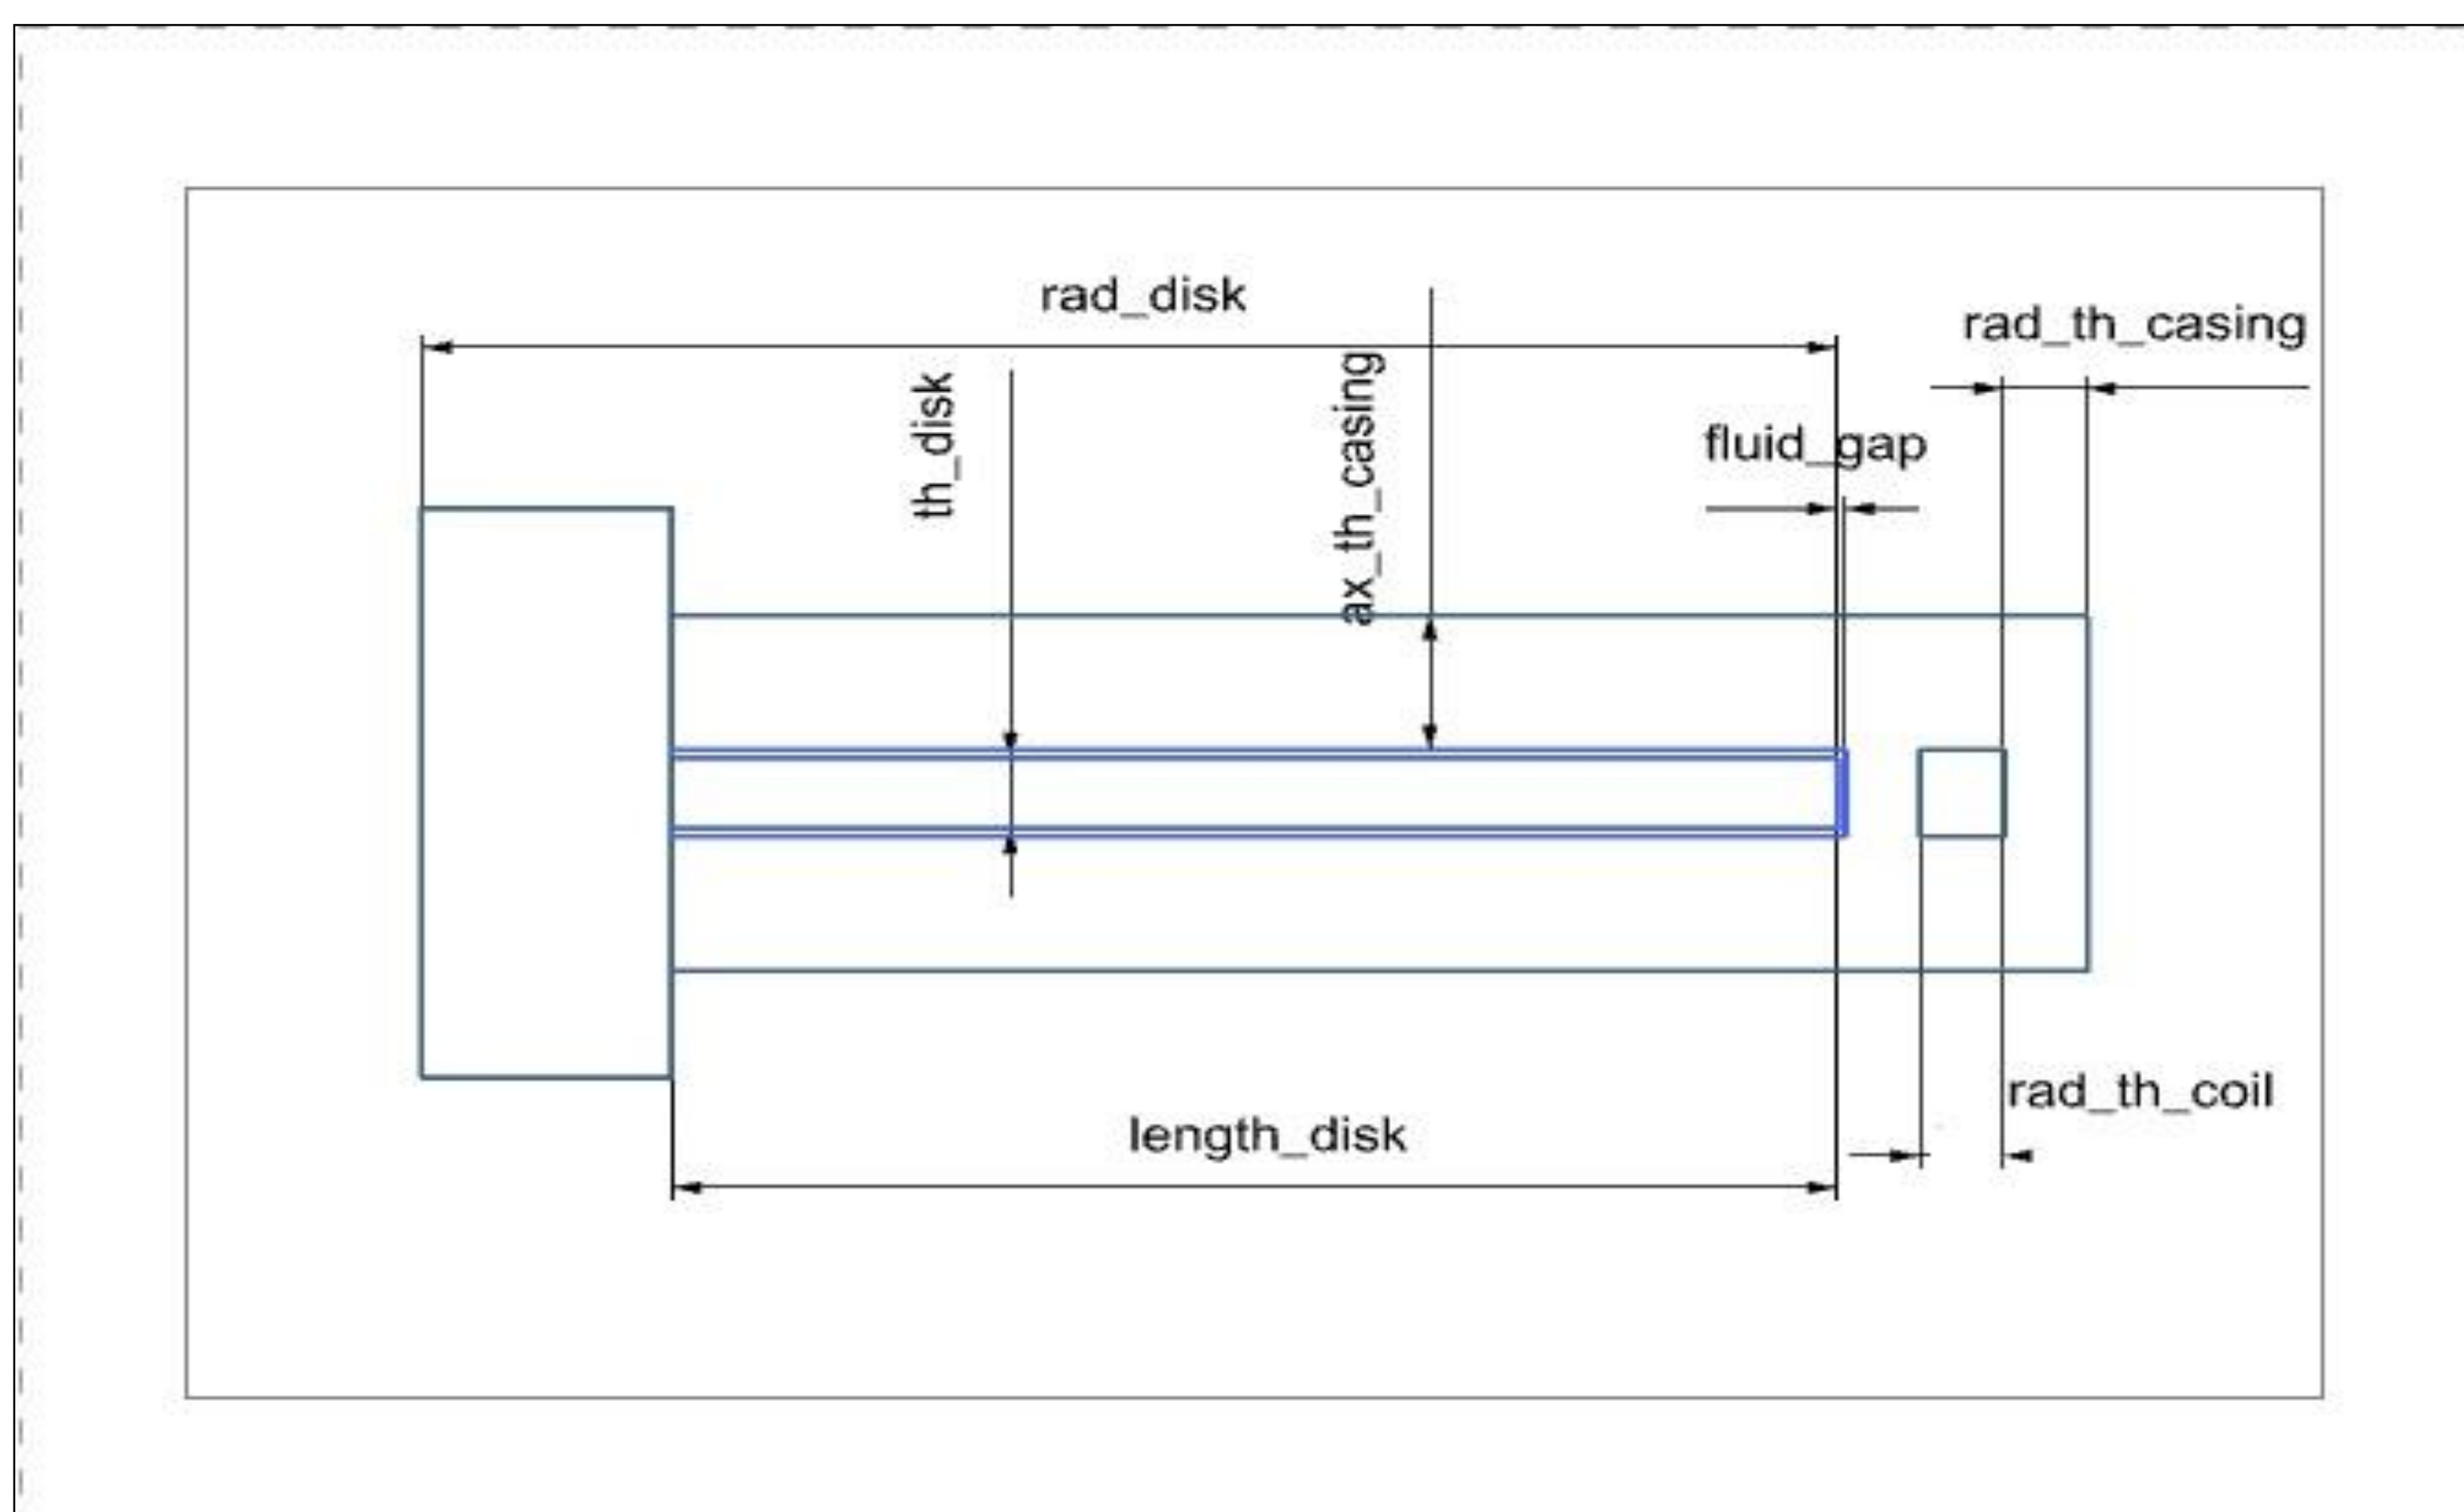 rad_disk
rad_th_casing
th_disk
ax_th_casing
fluid_gap
rad_th_coil
length_disk